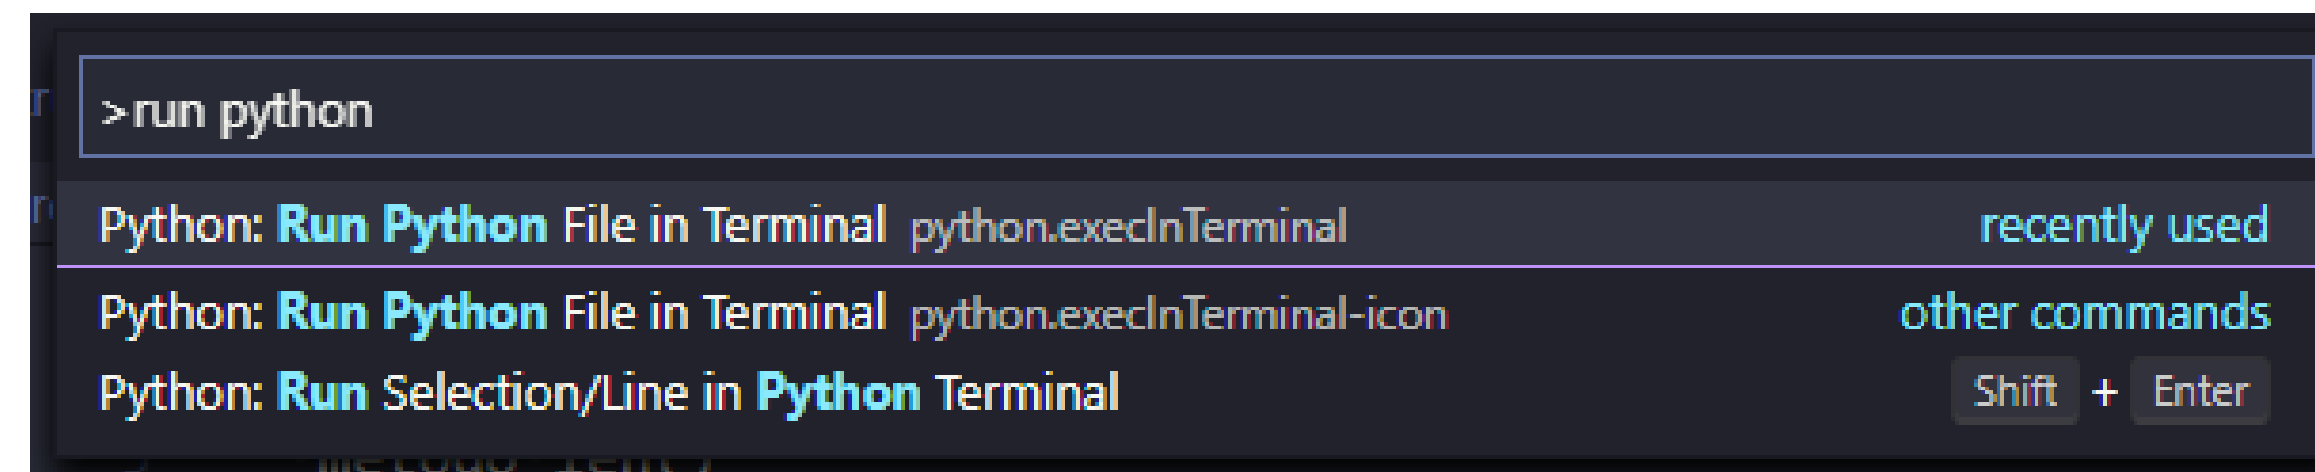 >run python
Python: Run Python File in Terminal python.execInTerminal recently used
Python: Run Python File in Terminal python.execInTerminal-icon other commands
Python: Run Selection/Line in Python Terminal Shift + Enter